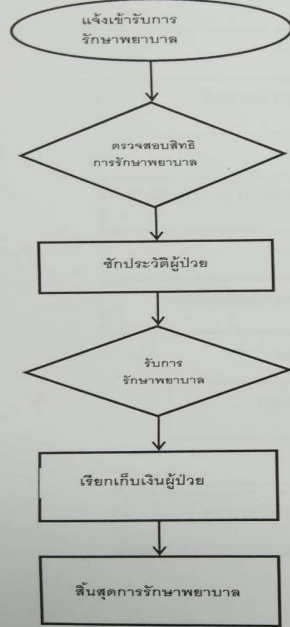 แจ้งเข้ารับการ
รักษาพยาบาล
ตรวจสอบสิทธิ
การรักษาพยาบาล
ซักประวัติผู้ป่วย
รับการ
รักษาพยาบาล
เรียกเก็บเงินผู้ป่วย
สิ้นสุดการรักษาพยาบาล